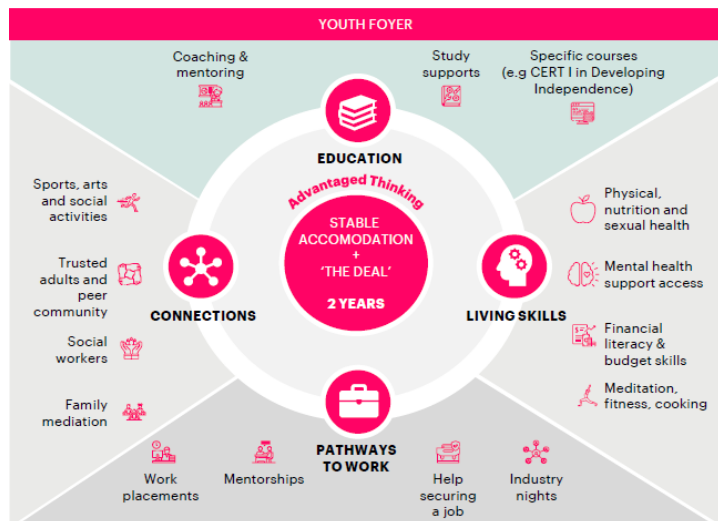 YOUTH FOYER
Coaching &
mentoring
Study
supports
Specific courses
(e.g CERT I in Developing
Independence)
EDUCATION
Advantaged Thinking
STABLE
ACCOMODATION
+
‘THE DEAL’
2 YEARS
Sports, arts
and social
activities
Trusted
adults and
peer
community
Social
workers
Family
mediation
CONNECTIONS
LIVING SKILLS
Physical,
nutrition and
sexual health
Mental health
support access
Financial
literacy &
budget skills
Meditation,
fitness, cooking
PATHWAYS
TO WORK
Work
placements
Mentorships
Help
securing
a job
Industry
nights